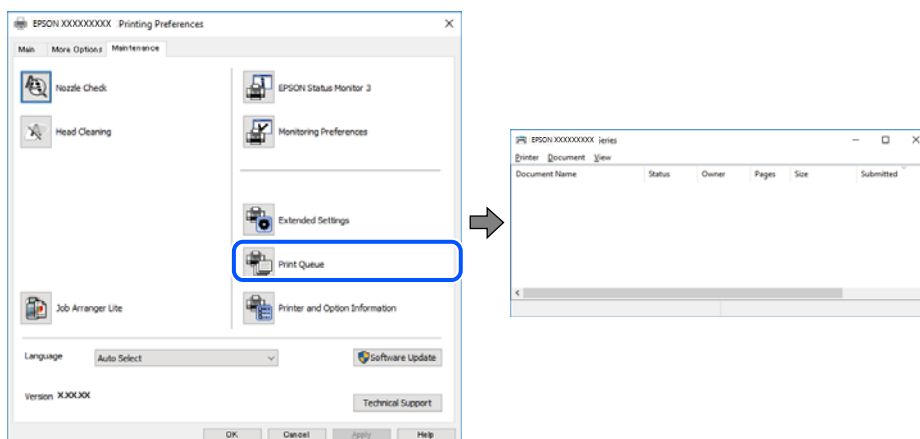 EPSON XXXXXXXXX Printing Preferences
Main More Options Maintenance
Nozzle Check
EPSON Status Monitor 3
Head Cleaning
Monitoring Preferences
Extended Settings
Print Queue
Job Arranger Lite
Printer and Option Information
Language Auto Select
Software Update
Version X.XX.XX
Technical Support
OK Cancel Apply Help
EPSON XXXXXXXXX Series
Printer Document View
Document Name Status Owner Pages Size Submitted